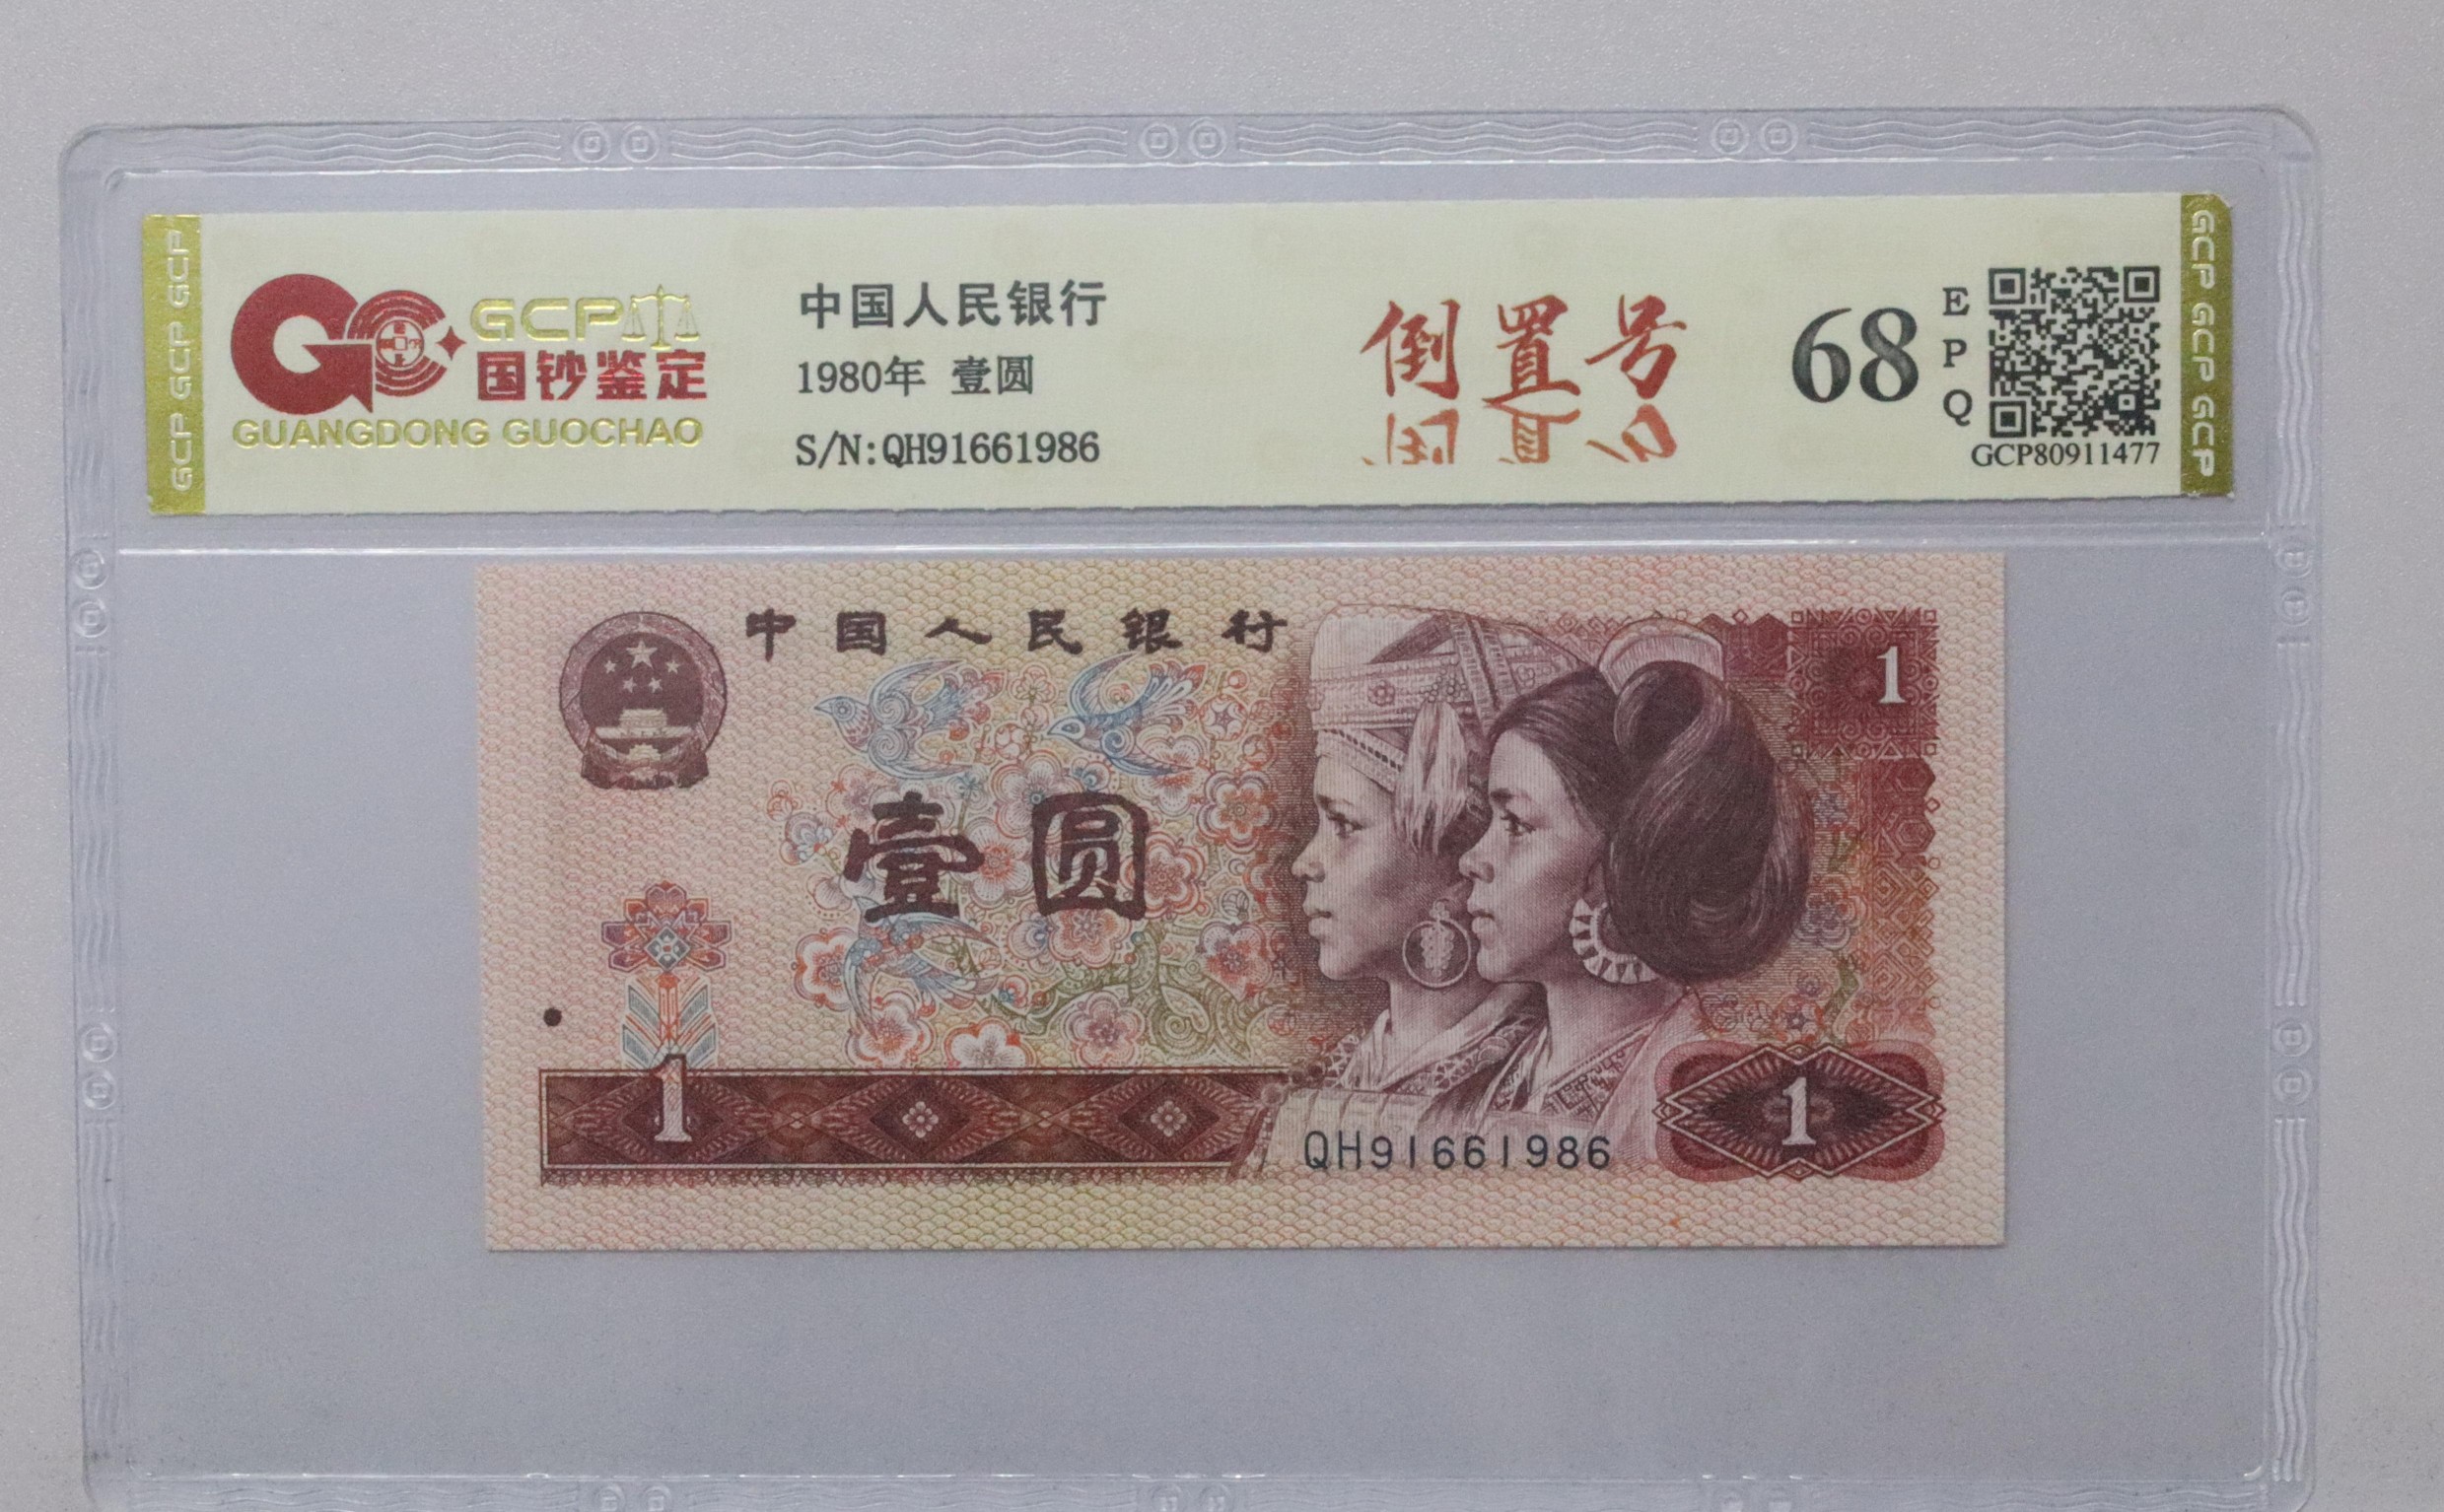 GCP GCP GCP
GCP
国钞鉴定
GUANGDONG GUOCHAO
中国人民银行
1980年 壹圆
S/N:QH91661986
倒置号
68
EPQ
GCP80911477
GCP GCP GCP
中国人民银行
1
壹圆
1
1
QH91661986